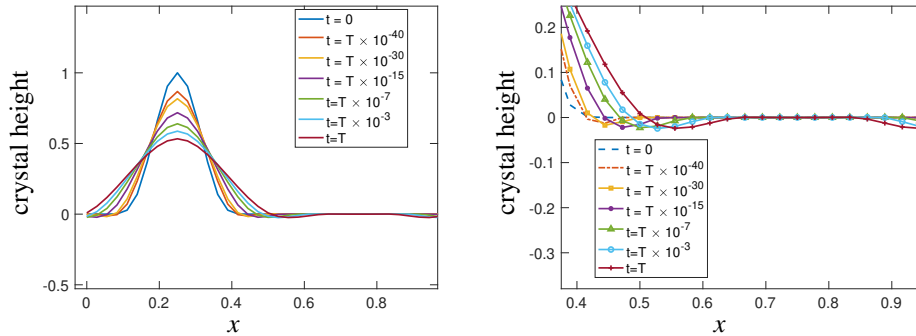 t = 0
t = T × 10-40
t = T × 10-30
t = T × 10-15
t=T × 10-7
t=T × 10-3
t=T
crystal height
1
0.5
0
-0.5
0 0.2 0.4 0.6 0.8
x
crystal height
0.2
0.1
0
-0.1
-0.2
-0.3
t = 0
t = T × 10-40
t = T × 10-30
t = T × 10-15
t=T × 10-7
t=T × 10-3
t=T
0.4 0.5 0.6 0.7 0.8 0.9
x